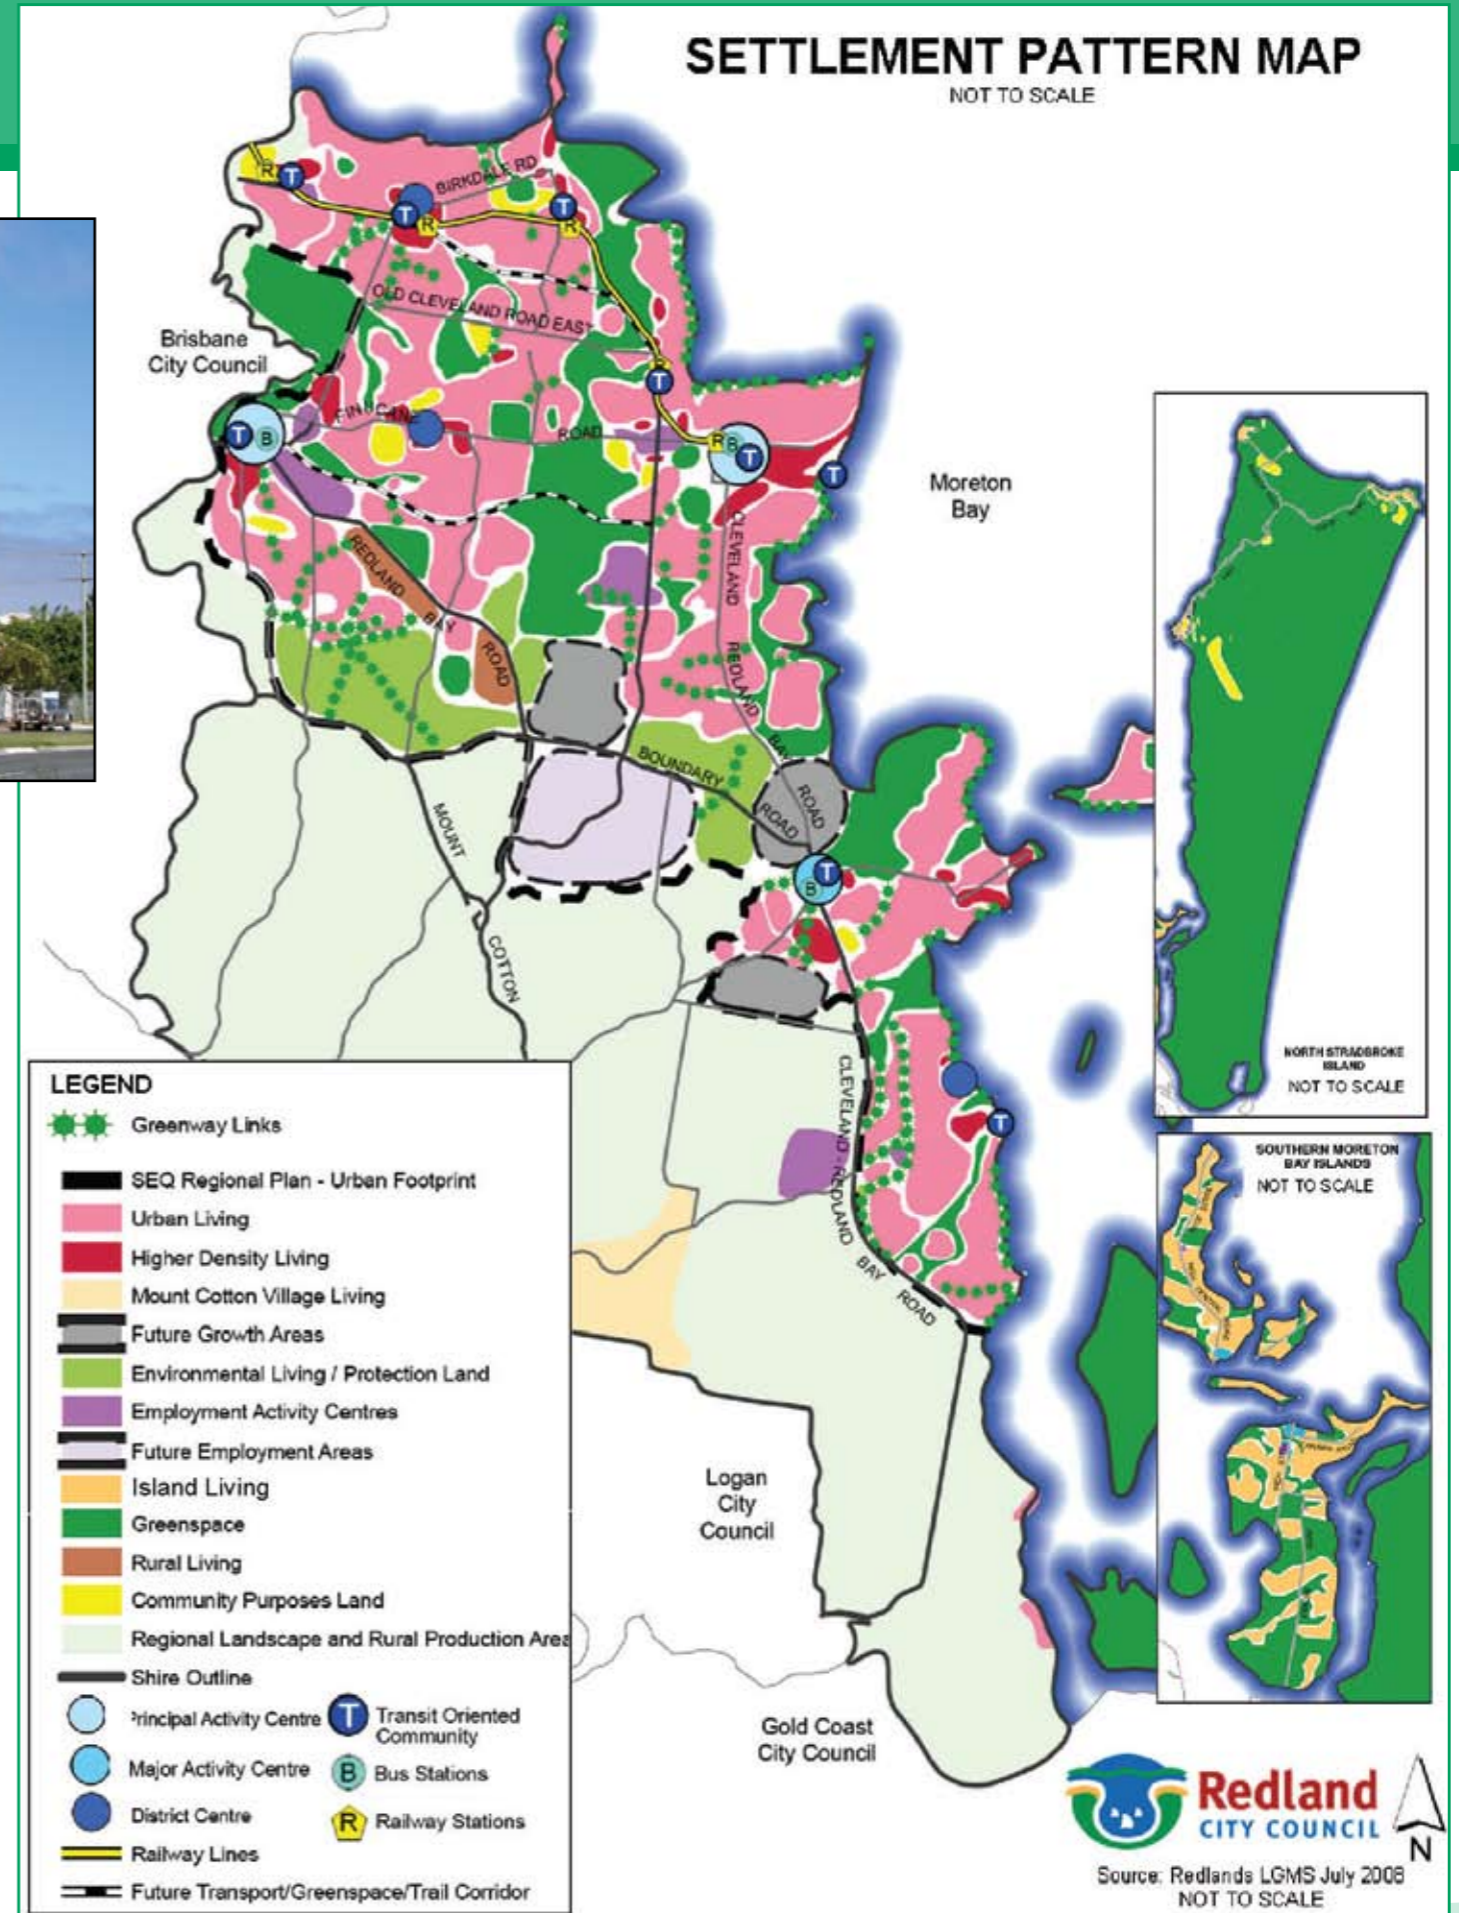 SETTLEMENT PATTERN MAP
NOT TO SCALE
R
T
BIRKDALE RD
T
R
T
R
OLD CLEVELAND ROAD EAST
Brisbane
City Council
R
T
T
B
ROAD
R
B
T
T
Moreton
Bay
CLEVELAND
REDLAND
BAY
ROAD
REDLAND
BAY
ROAD
BOUNDARY
ROAD
T
B
MOUNT
COTTON
CLEVELAND - REDLAND
BAY
ROAD
T
NORTH STRADBROKE
ISLAND
NOT TO SCALE
SOUTHERN MORETON
BAY ISLANDS
NOT TO SCALE
Logan
City
Council
Gold Coast
City Council
LEGEND
Greenway Links
SEQ Regional Plan - Urban Footprint
Urban Living
Higher Density Living
Mount Cotton Village Living
Future Growth Areas
Environmental Living / Protection Land
Employment Activity Centres
Future Employment Areas
Island Living
Greenspace
Rural Living
Community Purposes Land
Regional Landscape and Rural Production Area
Shire Outline
Principal Activity Centre
T Transit Oriented
Community
Major Activity Centre
B Bus Stations
District Centre
R Railway Stations
Railway Lines
Future Transport/Greenspace/Trail Corridor
Redland
CITY COUNCIL
N
Source: Redlands LGMS July 2008
NOT TO SCALE